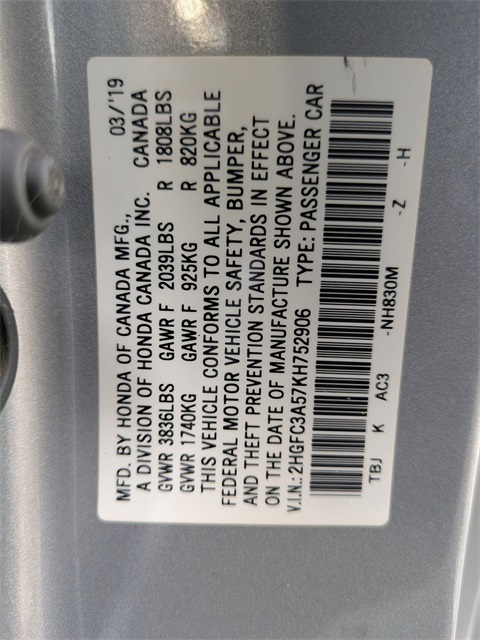 MFD. BY HONDA OF CANADA MFG., 03/'19
A DIVISION OF HONDA CANADA INC. CANADA
GVWR 3836LBS GAWR F 2039LBS R 1808LBS
GVWR 1740KG GAWR F 925KG R 820KG
THIS VEHICLE CONFORMS TO ALL APPLICABLE
FEDERAL MOTOR VEHICLE SAFETY, BUMPER,
AND THEFT PREVENTION STANDARDS IN EFFECT
ON THE DATE OF MANUFACTURE SHOWN ABOVE.
V.I.N.:2HGFC3A57KH752906 TYPE: PASSENGER CAR
TBJ K AC3 -NH830M -Z -H